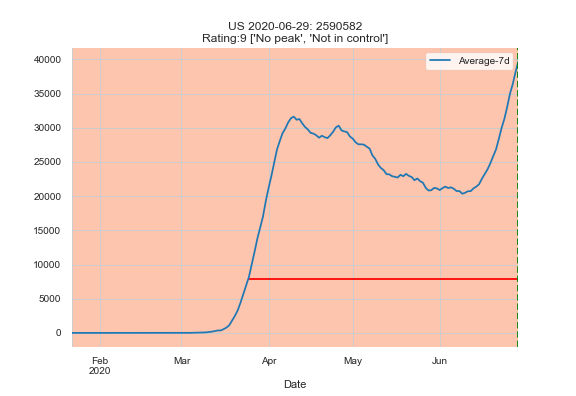 US 2020-06-29: 2590582
Rating:9 ['No peak', 'Not in control']
Average-7d
40000
35000
30000
25000
20000
15000
10000
5000
0
Feb
2020
Mar
Apr
May
Jun
Date